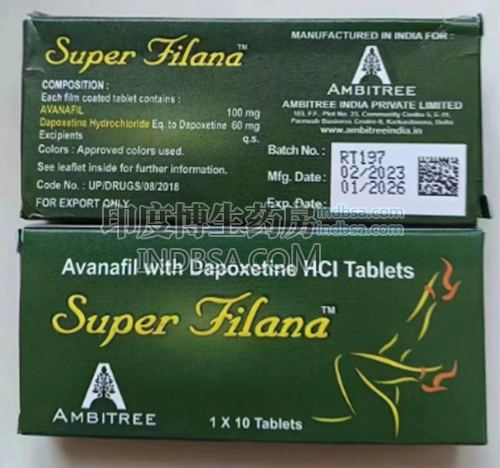 Super Filana™
COMPOSITION :
Each film coated tablet contains :
AVANAFIL 100 mg
Dapoxetine Hydrochloride Eq. to Dapoxetine 60 mg
Excipients q.s.
Colors : Approved colors used.
See leaflet inside for further information.
Code No. : UP/DRUGS/08/2018
FOR EXPORT ONLY.
MANUFACTURED IN INDIA FOR :
A
AMBITREE
AMBITREE INDIA PRIVATE LIMITED
www.ambitreeindia.in
Batch No. : RT197
Mfg. Date : 02/2023
Exp. Date : 01/2026
indbsa.com
indbsa.com
印度博生药房
INDBSA.COM
Avanafil with Dapoxetine HCl Tablets
Super Filana™
A
AMBITREE
1 X 10 Tablets